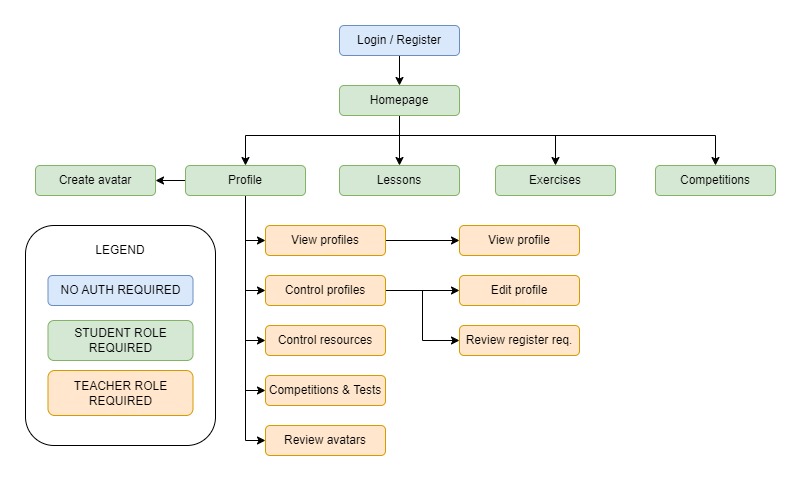 Login / Register
Homepage
Create avatar
Profile
Lessons
Exercises
Competitions
View profiles
View profile
LEGEND
Control profiles
Edit profile
NO AUTH REQUIRED
STUDENT ROLE
REQUIRED
Control resources
Review register req.
TEACHER ROLE
REQUIRED
Competitions & Tests
Review avatars